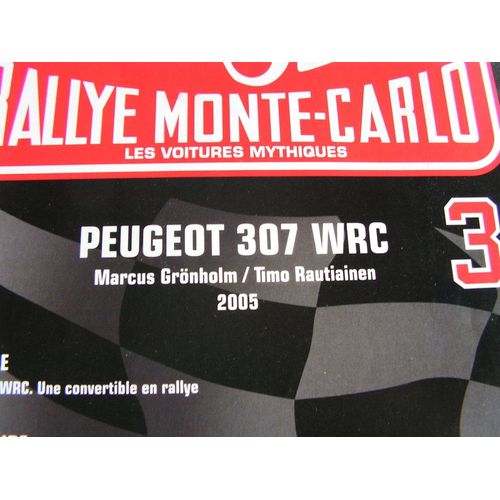 RALLYE MONTE-CARLO
LES VOITURES MYTHIQUES
PEUGEOT 307 WRC
3
Marcus Grönholm / Timo Rautiainen
2005
WRC. Une convertible en rallye